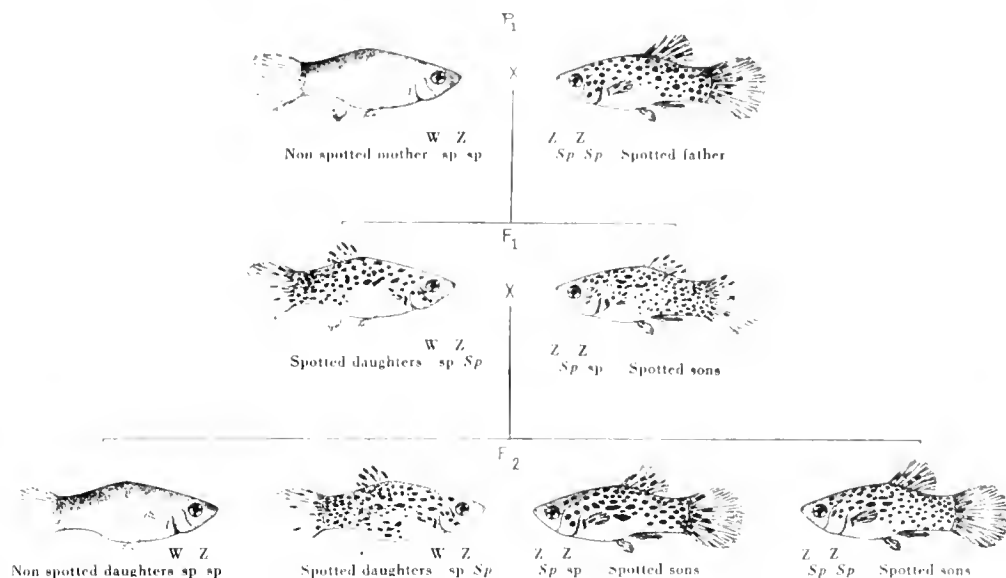 P1
X
W Z
Non spotted mother sp sp
Z Z
Sp Sp Spotted father
F1
X
W Z
Spotted daughters sp Sp
Z Z
Sp sp Spotted sons
F2
W Z
Non spotted daughters sp sp
W Z
Spotted daughters sp Sp
Z Z
Sp sp Spotted sons
Z Z
Sp Sp Spotted sons